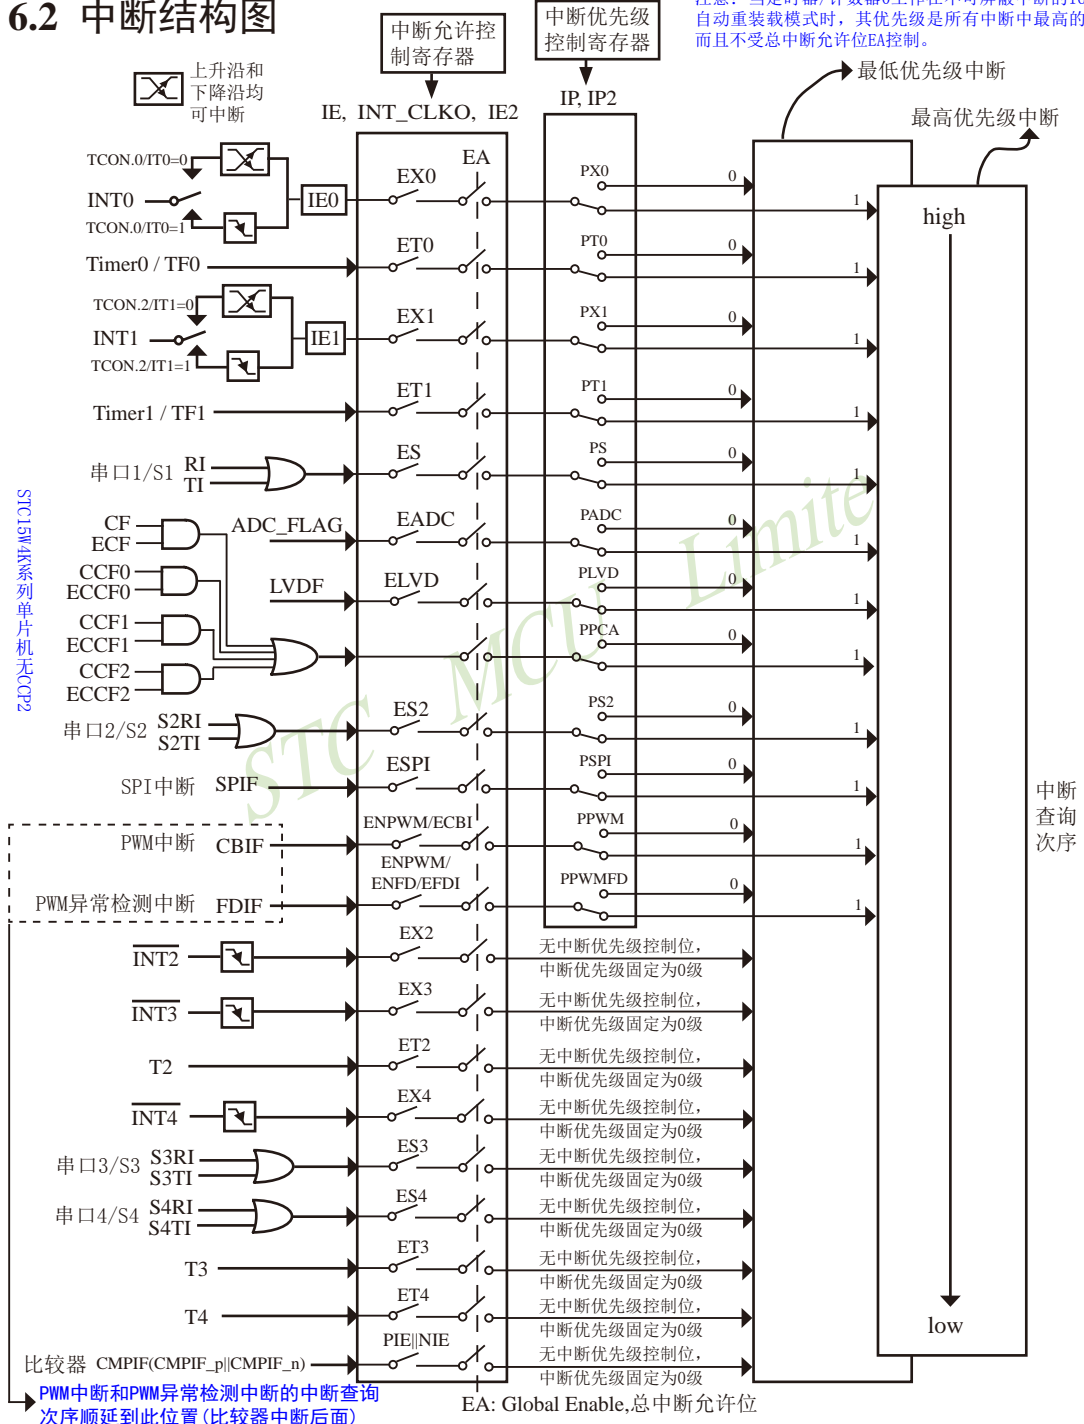 6.2 中断结构图
中断允许控
制寄存器
中断优先级
控制寄存器
自动重装载模式时，其优先级是所有中断中最高的
而且不受总中断允许位EA控制。
上升沿和
下降沿均
可中断
IE, INT_CLKO, IE2
IP, IP2
最低优先级中断
最高优先级中断
TCON.0/IT0=0
INT0
TCON.0/IT0=1
IE0
EX0
EA
PX0
0
1
high
Timer0 / TF0
ET0
PT0
0
1
TCON.2/IT1=0
INT1
TCON.2/IT1=1
IE1
EX1
PX1
0
1
Timer1 / TF1
ET1
PT1
0
1
串口1/S1
RI
TI
ES
PS
0
1
STC15W4K系列单片机无CCP2
CF
ECF
ADC_FLAG
EADC
PADC
0
1
CCF0
ECCF0
LVDF
ELVD
PLVD
0
1
CCF1
ECCF1
PPCA
0
1
CCF2
ECCF2
串口2/S2
S2RI
S2TI
ES2
PS2
0
1
SPI中断
SPIF
ESPI
PSPI
0
1
中断
查询
次序
PWM中断
CBIF
ENPWM/ECBI
PPWM
0
1
PWM异常检测中断
FDIF
ENPWM/
ENFD/EFDI
PPWMFD
0
1
INT2
EX2
无中断优先级控制位，
中断优先级固定为0级
INT3
EX3
无中断优先级控制位，
中断优先级固定为0级
T2
ET2
无中断优先级控制位，
中断优先级固定为0级
INT4
EX4
无中断优先级控制位，
中断优先级固定为0级
串口3/S3
S3RI
S3TI
ES3
无中断优先级控制位，
中断优先级固定为0级
串口4/S4
S4RI
S4TI
ES4
无中断优先级控制位，
中断优先级固定为0级
T3
ET3
无中断优先级控制位，
中断优先级固定为0级
T4
ET4
无中断优先级控制位，
中断优先级固定为0级
low
比较器 CMPIF(CMPIF_p||CMPIF_n)
PIE||NIE
无中断优先级控制位，
中断优先级固定为0级
PWM中断和PWM异常检测中断的中断查询
次序顺延到此位置(比较器中断后面)
EA: Global Enable,总中断允许位
STC MCU Limite